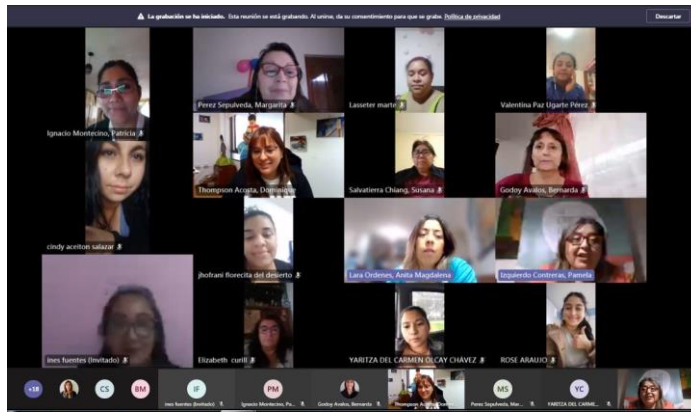 La grabación se ha iniciado. Esta reunión se está grabando. Al unirse, da su consentimiento para que se grabe. Política de privacidad
Descartar
Ignacio Montecino, Patricia
Perez Sepulveda, Margarita
Lasseter marte
Valentina Paz Ugarte Pérez
cindy aceiton salazar
Thompson Acosta, Dominique
Salvatierra Chiang, Susana
Godoy Avalos, Bernarda
jhofrani florecita del desierto
Lara Ordenes, Anita Magdalena
Izquierdo Contreras, Pamela
ines fuentes (Invitado)
Elizabeth curill
YARITZA DEL CARMEN OLCAY CHÁVEZ
ROSE ARAUJO
+18
CS
BM
IF
ines fuentes (Invitado)
PM
Ignacio Montecino, Pa...
Godoy Avalos, Bernarda
Thompson Acosta, Dominique
MS
Perez Sepulveda, Mar...
YC
YARITZA DEL CARME...